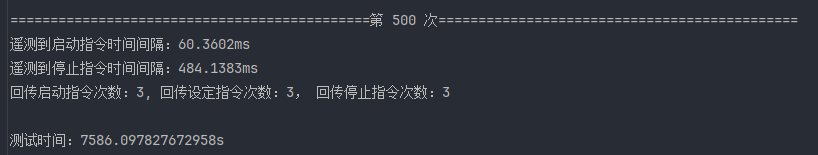 =============================================第 500 次=============================================
遥测到启动指令时间间隔：60.3602ms
遥测到停止指令时间间隔：484.1383ms
回传启动指令次数：3, 回传设定指令次数：3， 回传停止指令次数：3
测试时间：7586.097827672958s